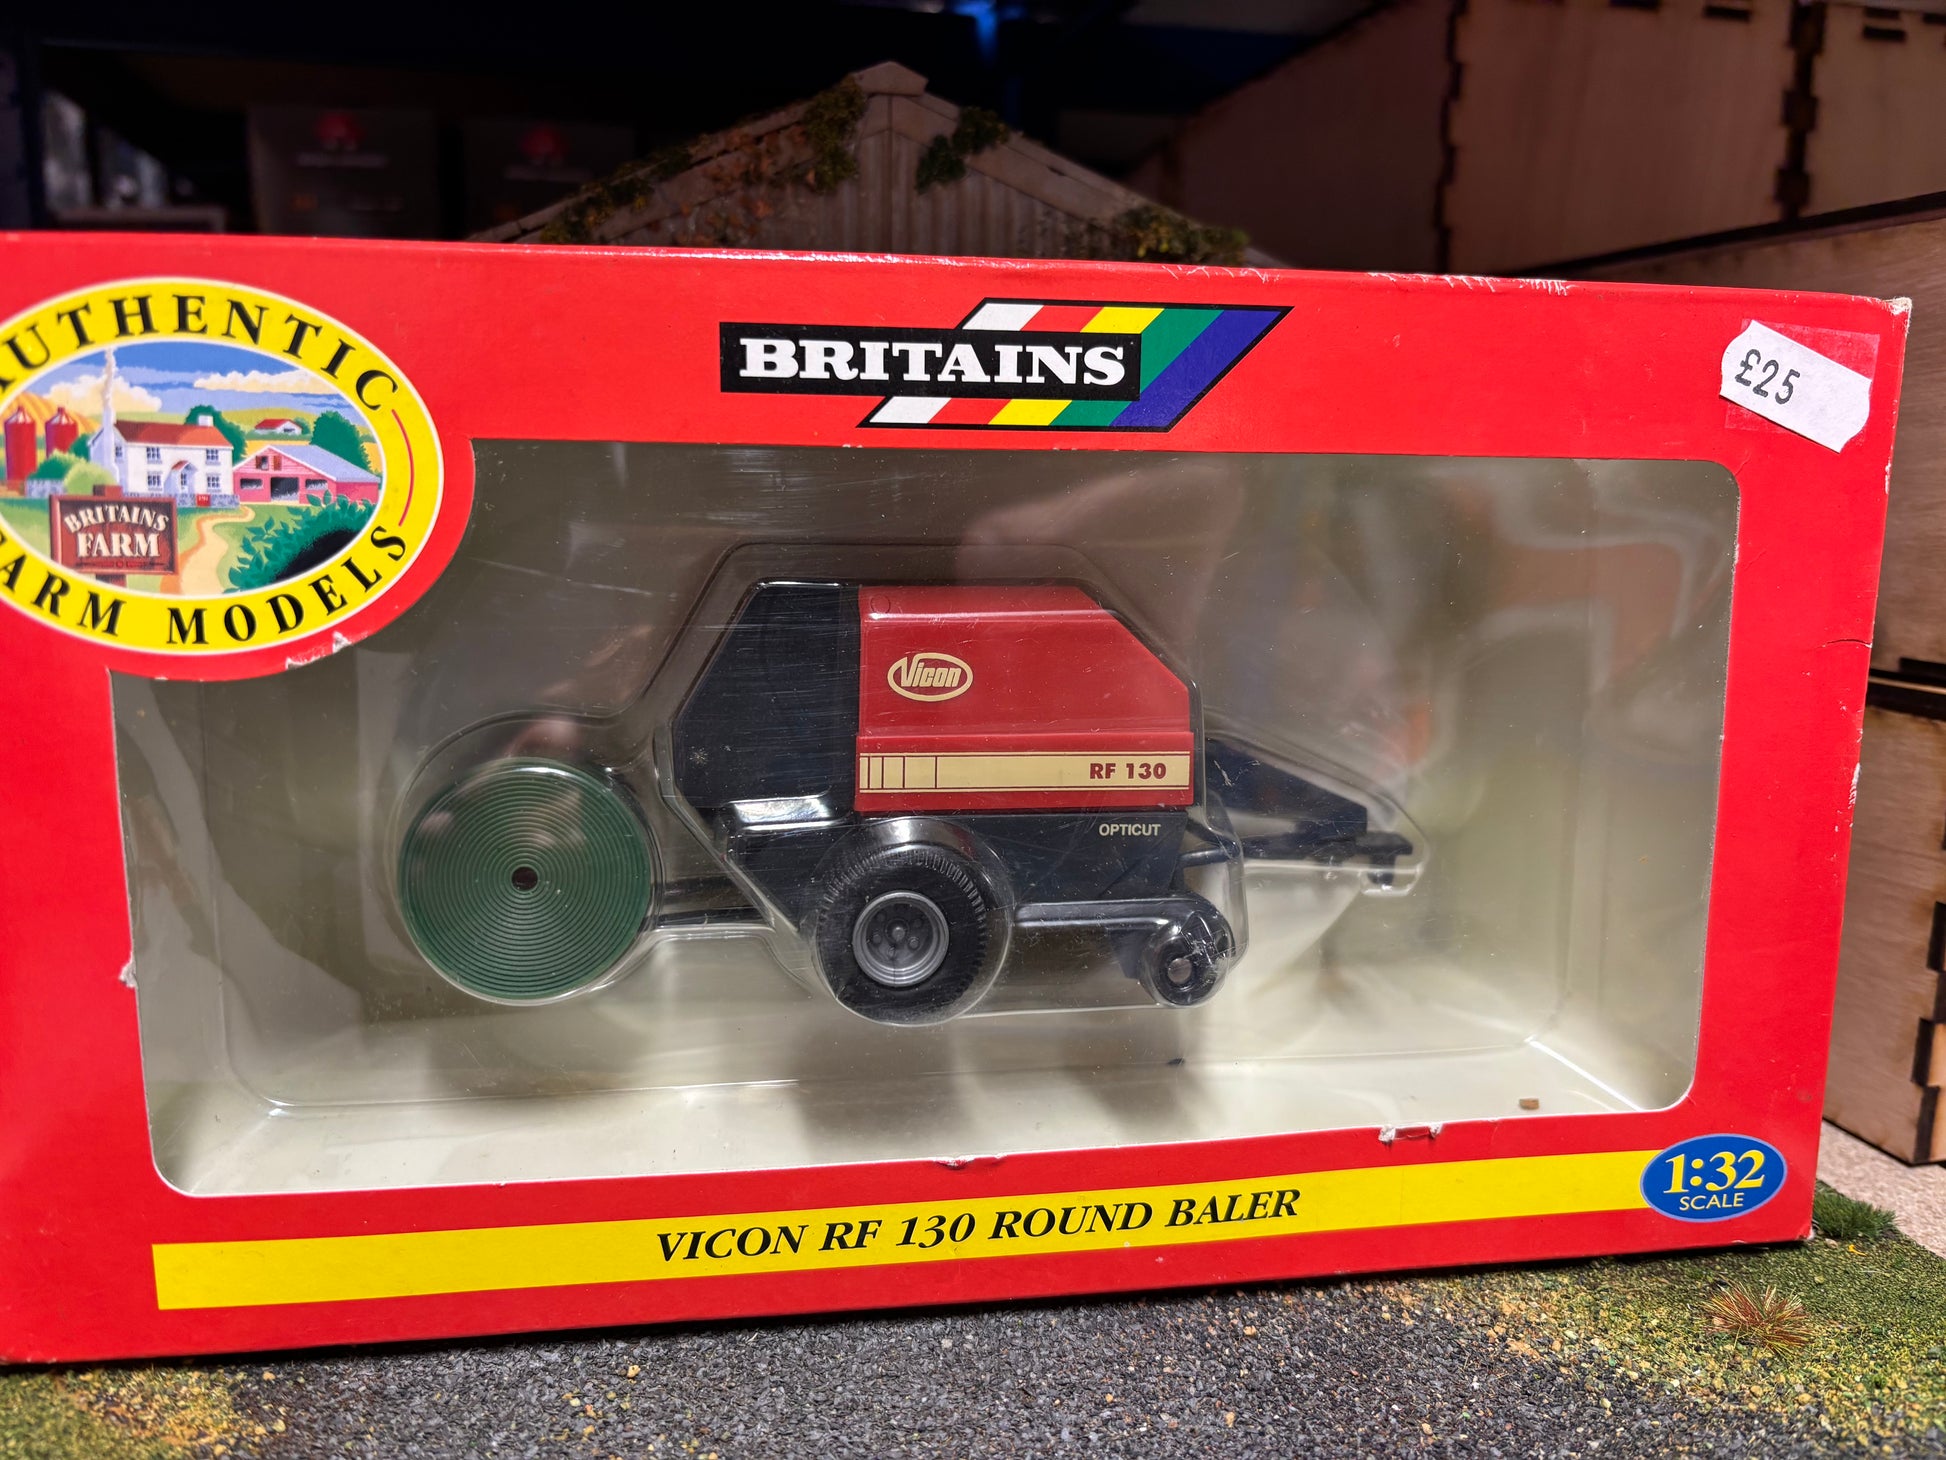 AUTHENTIC
FARM MODELS
BRITAINS
FARM
BRITAINS
£25
Vicon
RF 130
OPTICUT
VICON RF 130 ROUND BALER
1:32
SCALE